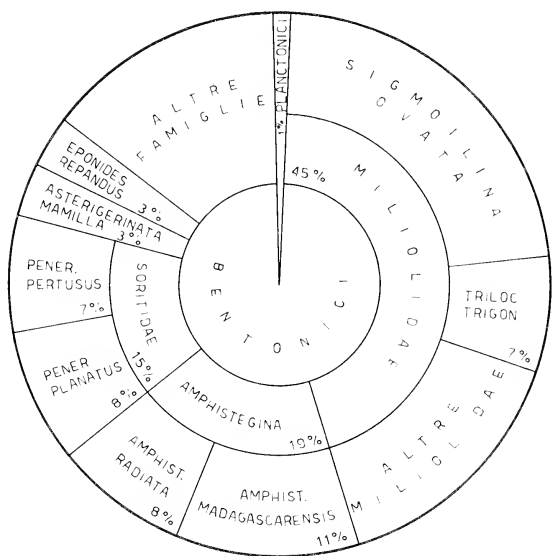 1% PLANCTONICI
SIGMOILINA
OVATA
45%
MILIOLIDAE
TRILOC
TRIGON
7%
ALTRE
MILIOLIDAE
AMPHISTEGINA
19%
AMPHIST.
MADAGASCARENSIS
11%
AMPHIST.
RADIATA
8%
SORITIDAE
15%
PENER
PLANATUS
8%
PENER.
PERTUSUS
7%
ASTERIGERINATA
MAMILLA 3%
EPONIDES
REPANDUS
3%
ALTRE
FAMIGLIE
BENTONICI